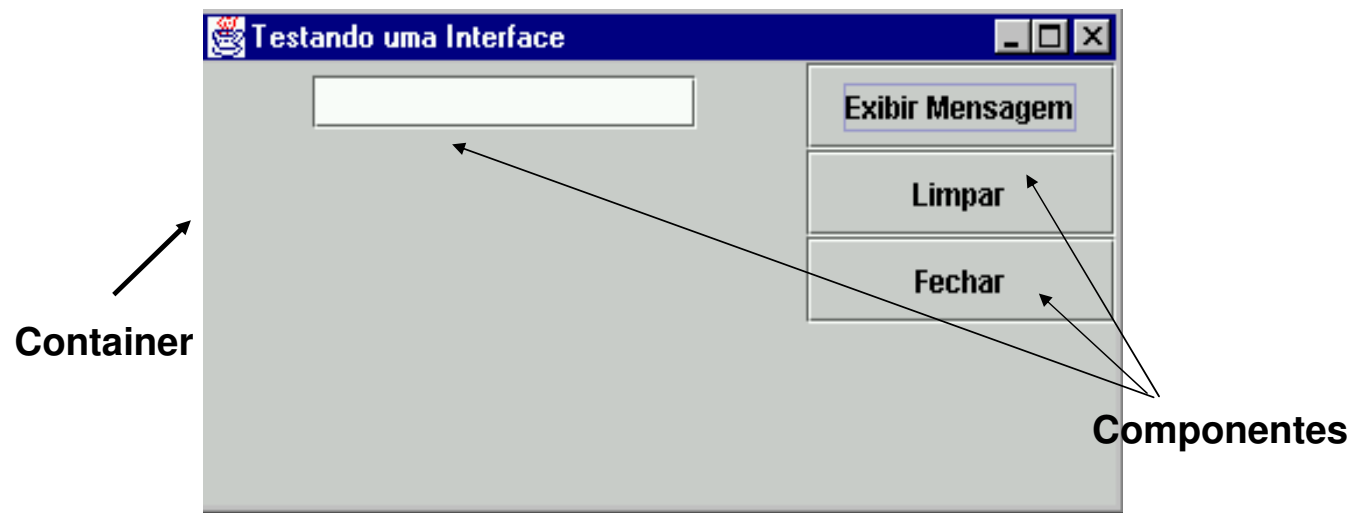 Testando uma Interface
Exibir Mensagem
Limpar
Fechar
Container
Componentes